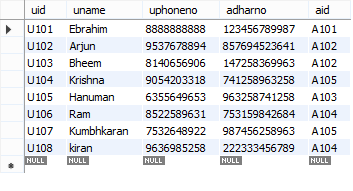 uid uname uphoneno adharno aid
U101 Ebrahim 8888888888 123456789987 A101
U102 Arjun 9537678894 857694523641 A102
U103 Bheem 8140656906 147258369963 A102
U104 Krishna 9054203318 741258963258 A105
U105 Hanuman 6355649653 963258741258 A103
U106 Ram 8522589631 753159842684 A104
U107 Kumbhkaran 7532648922 987456258963 A105
U108 kiran 9636985258 222333456789 A104
NULL NULL NULL NULL NULL